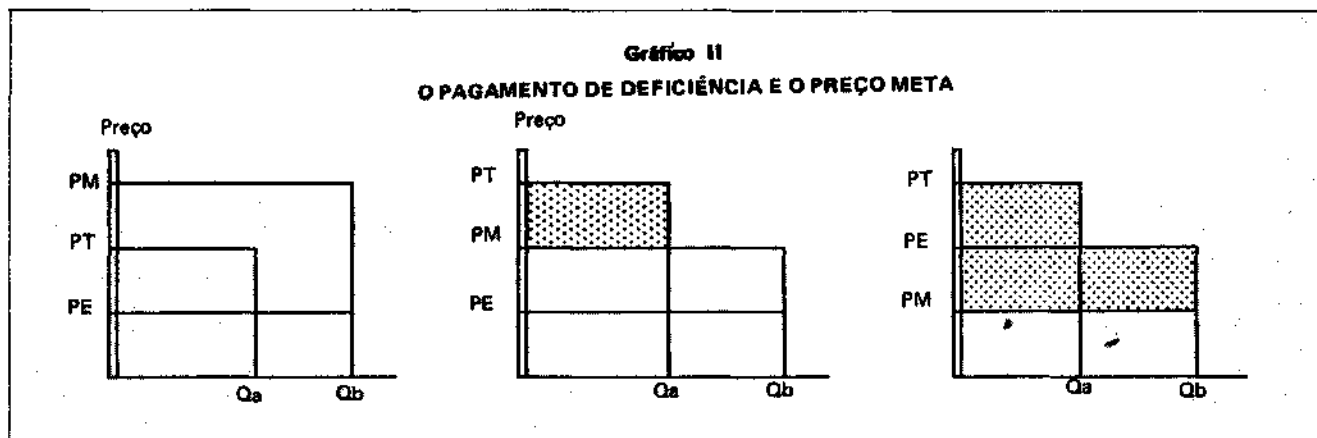 Gráfico II
O PAGAMENTO DE DEFICIÊNCIA E O PREÇO META
Preço
PM
PT
PE
Qa Qb
Preço
PT
PM
PE
Qa Qb
PT
PE
PM
Qa Qb